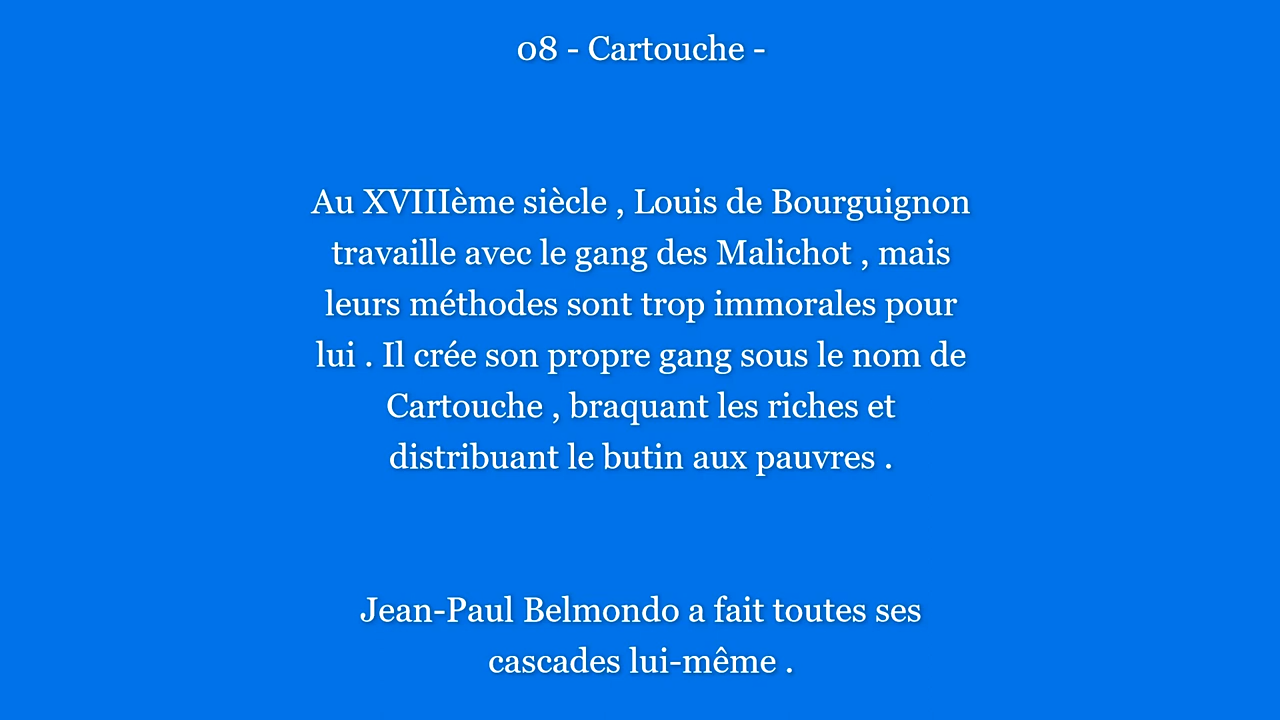 08 - Cartouche -
Au XVIIIème siècle , Louis de Bourguignon
travaille avec le gang des Malichot , mais
leurs méthodes sont trop immorales pour
lui . Il crée son propre gang sous le nom de
Cartouche , braquant les riches et
distribuant le butin aux pauvres .
Jean-Paul Belmondo a fait toutes ses
cascades lui-même .